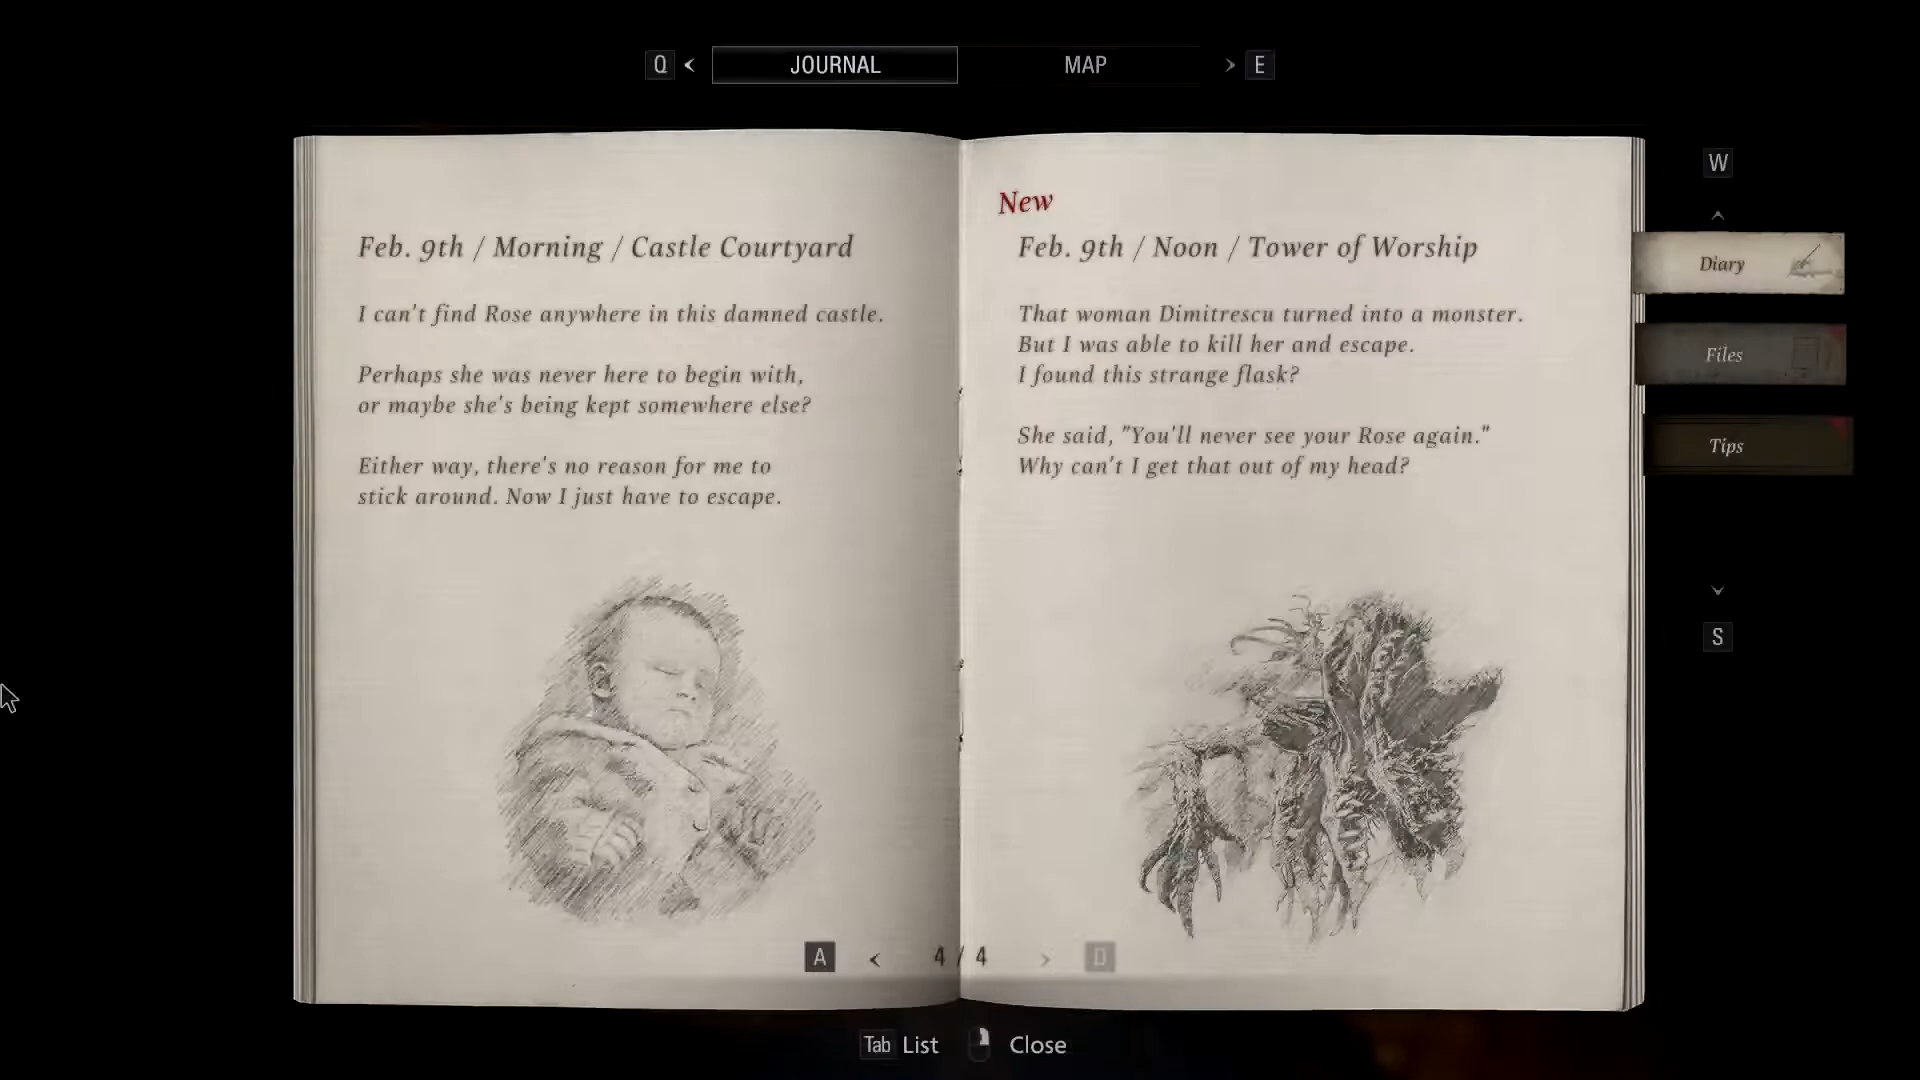 Q < JOURNAL MAP > E
Feb. 9th / Morning / Castle Courtyard
I can't find Rose anywhere in this damned castle.
Perhaps she was never here to begin with,
or maybe she's being kept somewhere else?
Either way, there's no reason for me to
stick around. Now I just have to escape.
New
Feb. 9th / Noon / Tower of Worship
That woman Dimitrescu turned into a monster.
But I was able to kill her and escape.
I found this strange flask?
She said, "You'll never see your Rose again."
Why can't I get that out of my head?
W
Diary
Files
Tips
S
A < 4 / 4 > D
Tab List Close